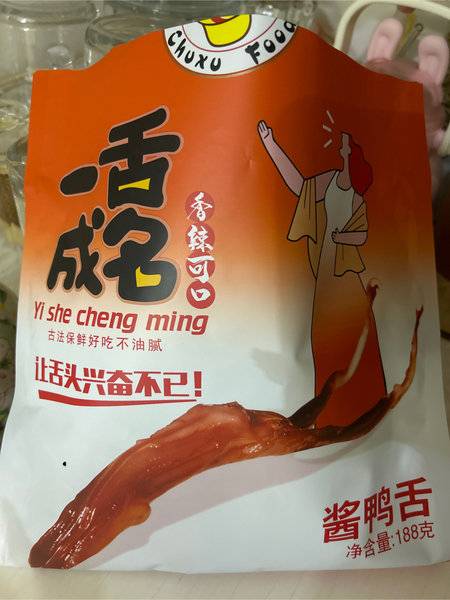 Chuxu Food
一舌
成名
香辣可口
Yi she cheng ming
古法保鲜好吃不油腻
让舌头兴奋不已!
酱鸭舌
净含量:188克